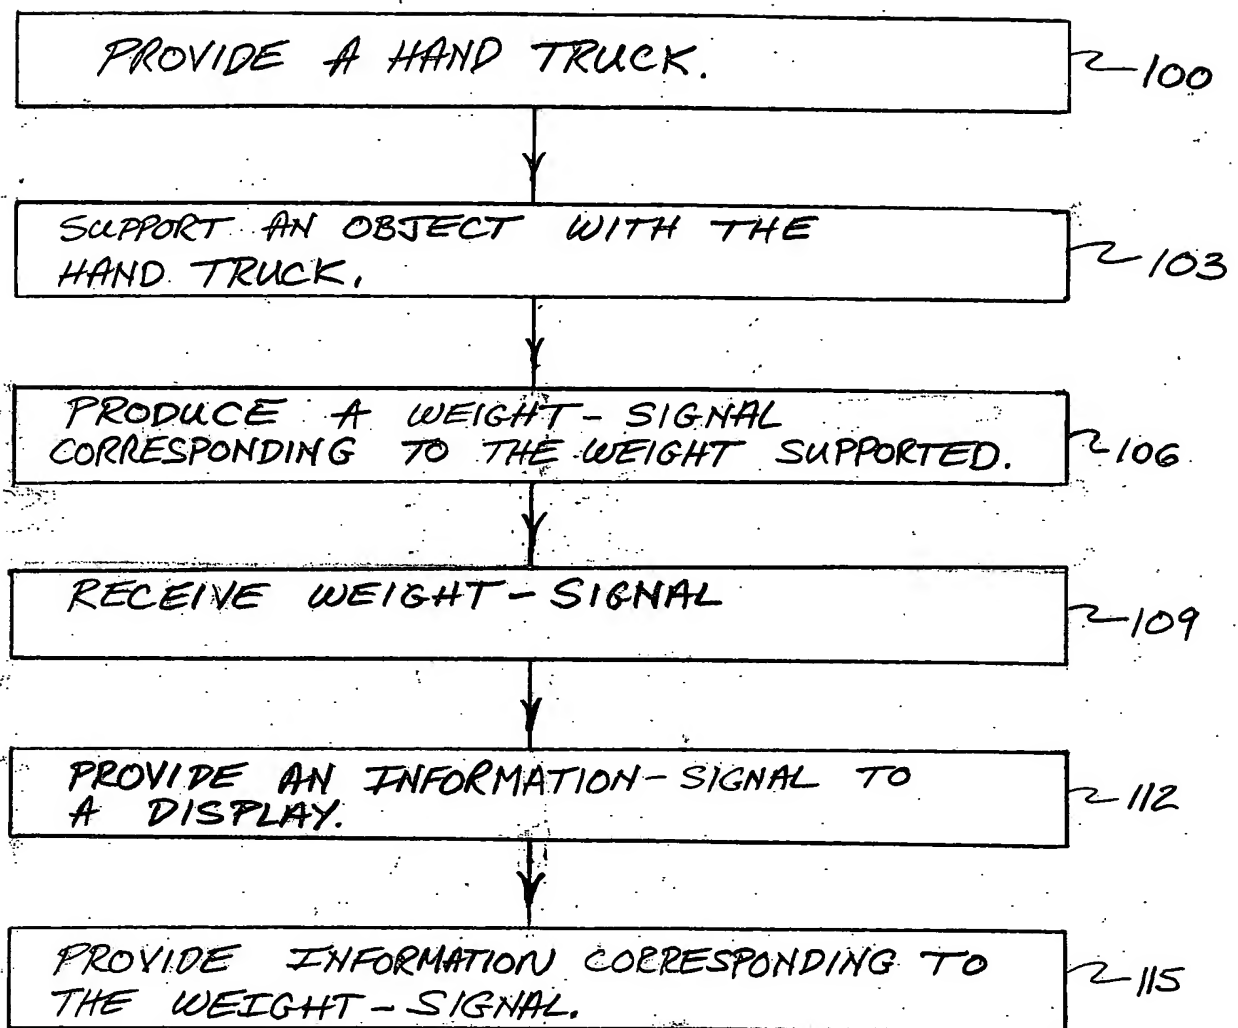 PROVIDE A HAND TRUCK.
100
SUPPORT AN OBJECT WITH THE
HAND TRUCK.
103
PRODUCE A WEIGHT-SIGNAL
CORRESPONDING TO THE WEIGHT SUPPORTED.
106
RECEIVE WEIGHT-SIGNAL
109
PROVIDE AN INFORMATION-SIGNAL TO
A DISPLAY.
112
PROVIDE INFORMATION CORRESPONDING TO
THE WEIGHT-SIGNAL.
115